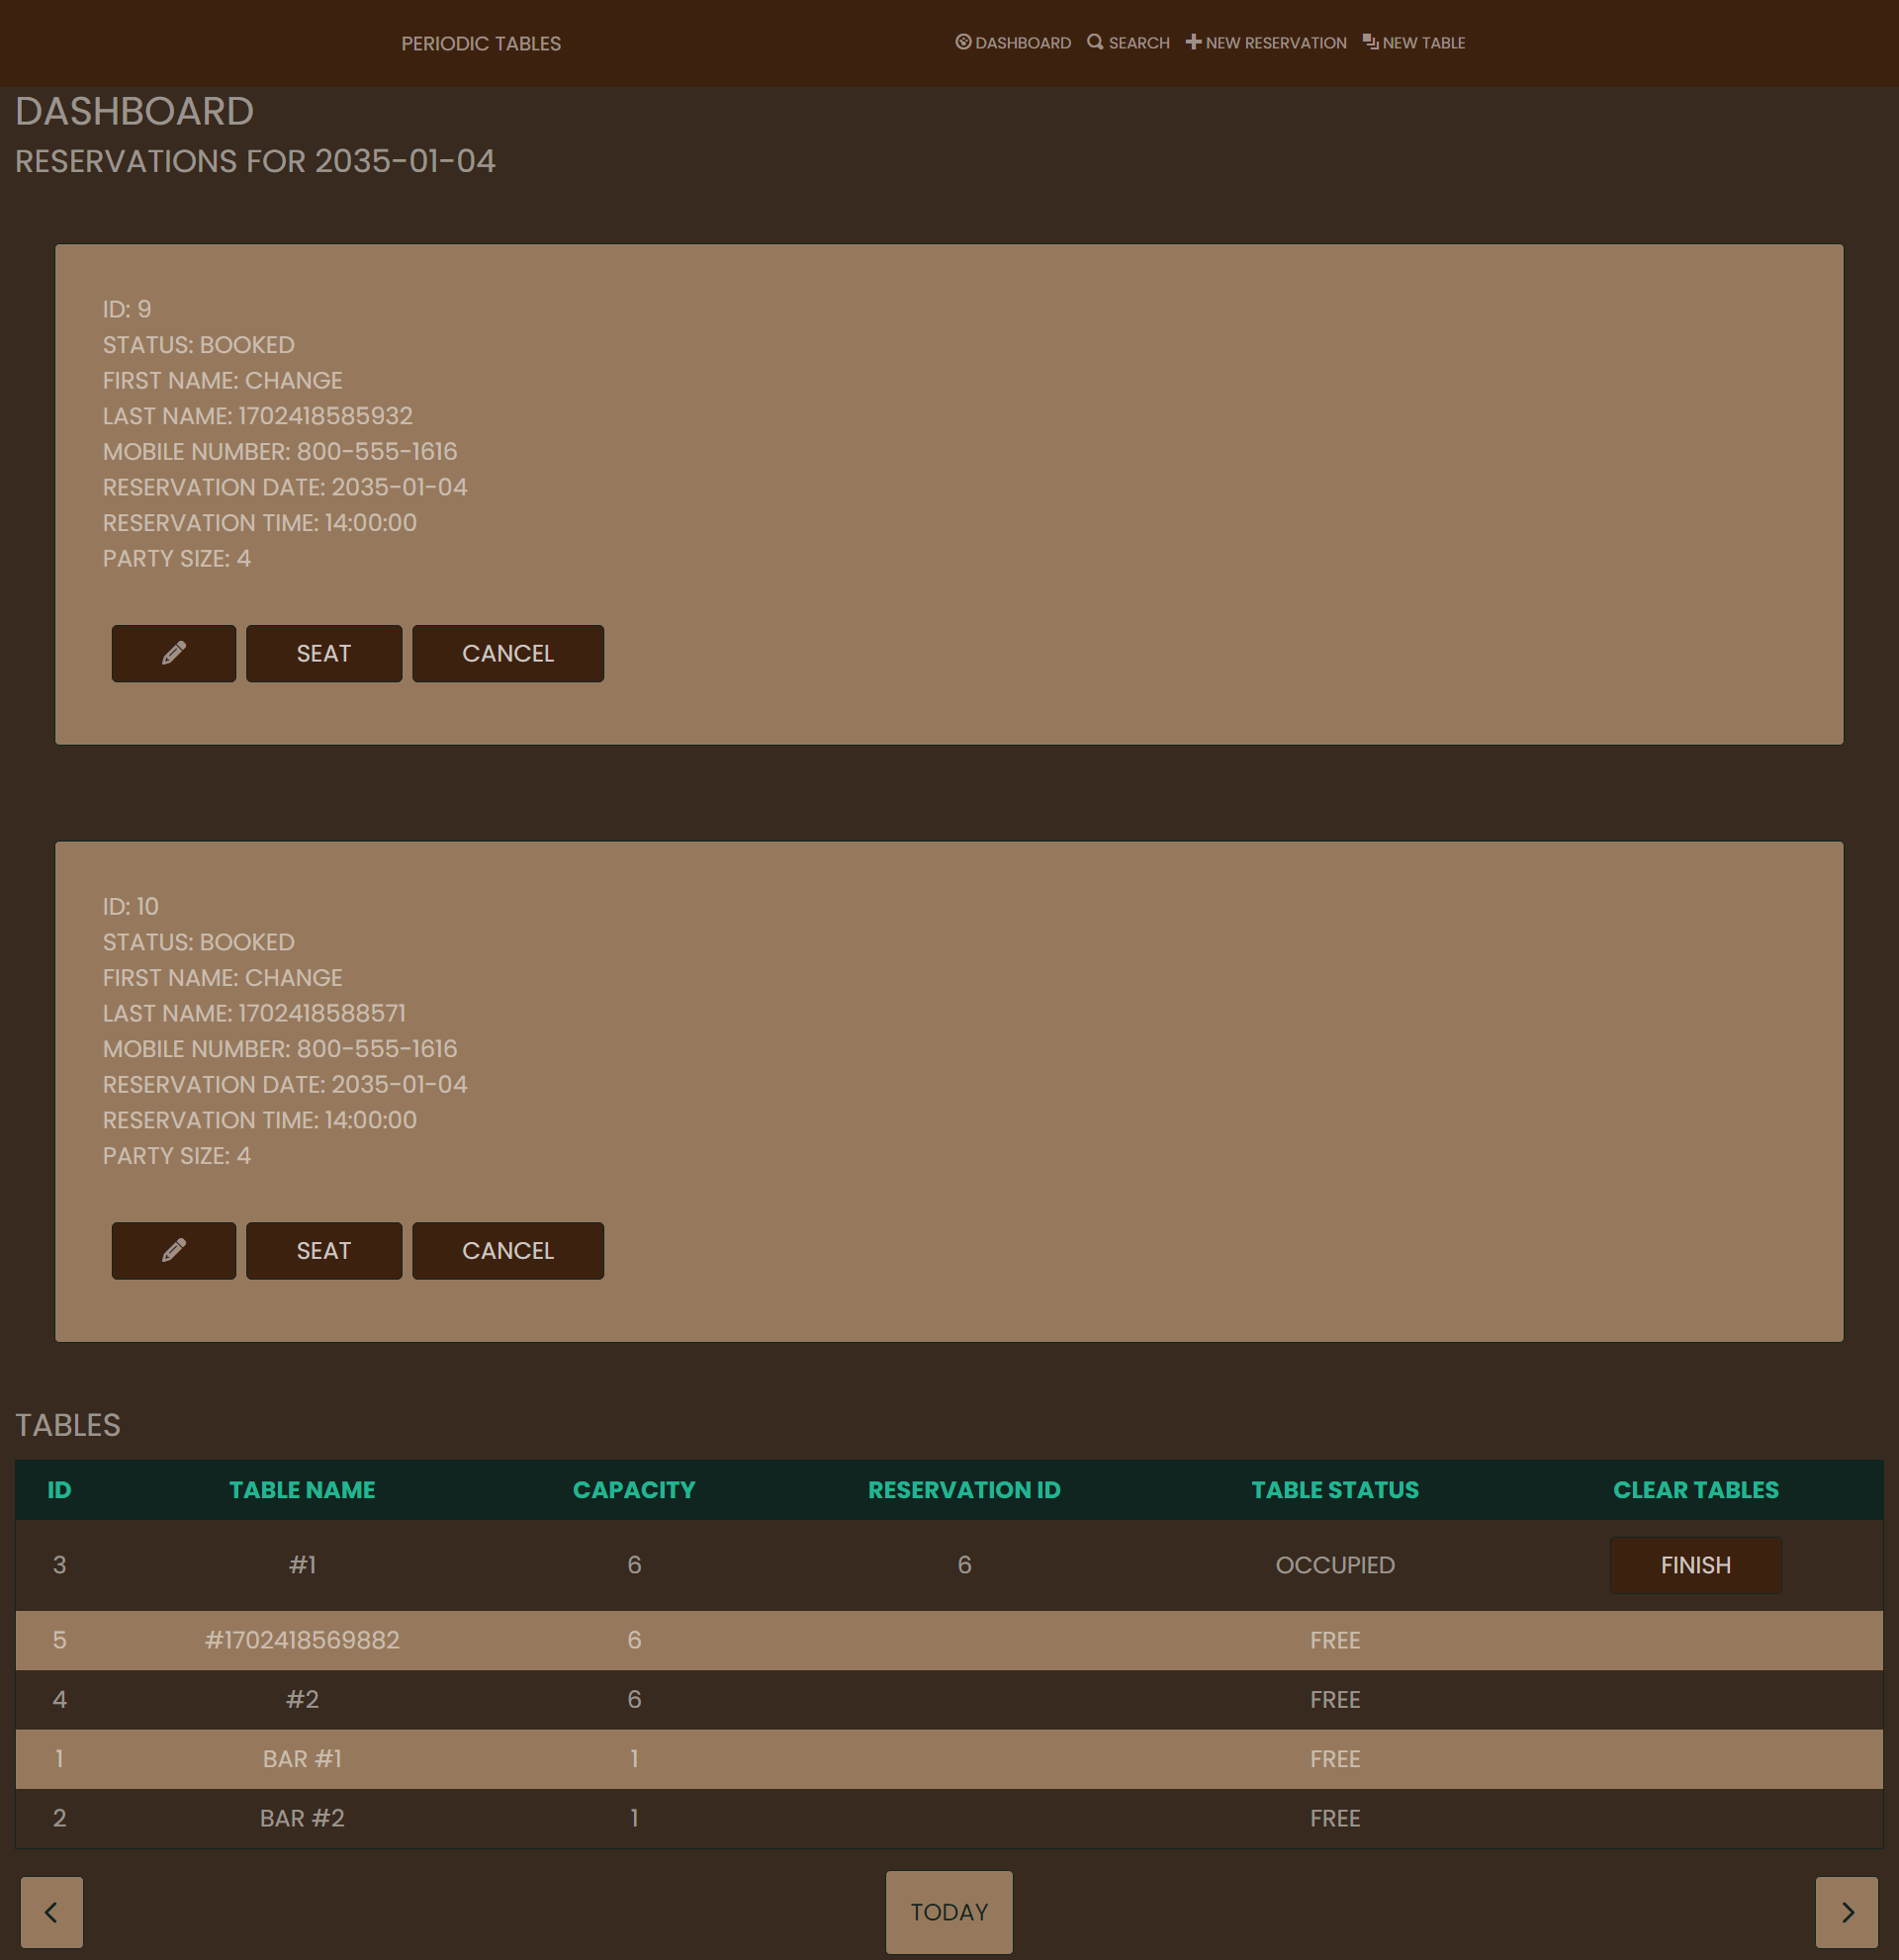 PERIODIC TABLES DASHBOARD SEARCH NEW RESERVATION NEW TABLE
DASHBOARD
RESERVATIONS FOR 2035-01-04
ID: 9
STATUS: BOOKED
FIRST NAME: CHANGE
LAST NAME: 1702418585932
MOBILE NUMBER: 800-555-1616
RESERVATION DATE: 2035-01-04
RESERVATION TIME: 14:00:00
PARTY SIZE: 4
SEAT CANCEL
ID: 10
STATUS: BOOKED
FIRST NAME: CHANGE
LAST NAME: 1702418588571
MOBILE NUMBER: 800-555-1616
RESERVATION DATE: 2035-01-04
RESERVATION TIME: 14:00:00
PARTY SIZE: 4
SEAT CANCEL
TABLES
ID TABLE NAME CAPACITY RESERVATION ID TABLE STATUS CLEAR TABLES
3 #1 6 6 OCCUPIED FINISH
5 #1702418569882 6 FREE
4 #2 6 FREE
1 BAR #1 1 FREE
2 BAR #2 1 FREE
TODAY